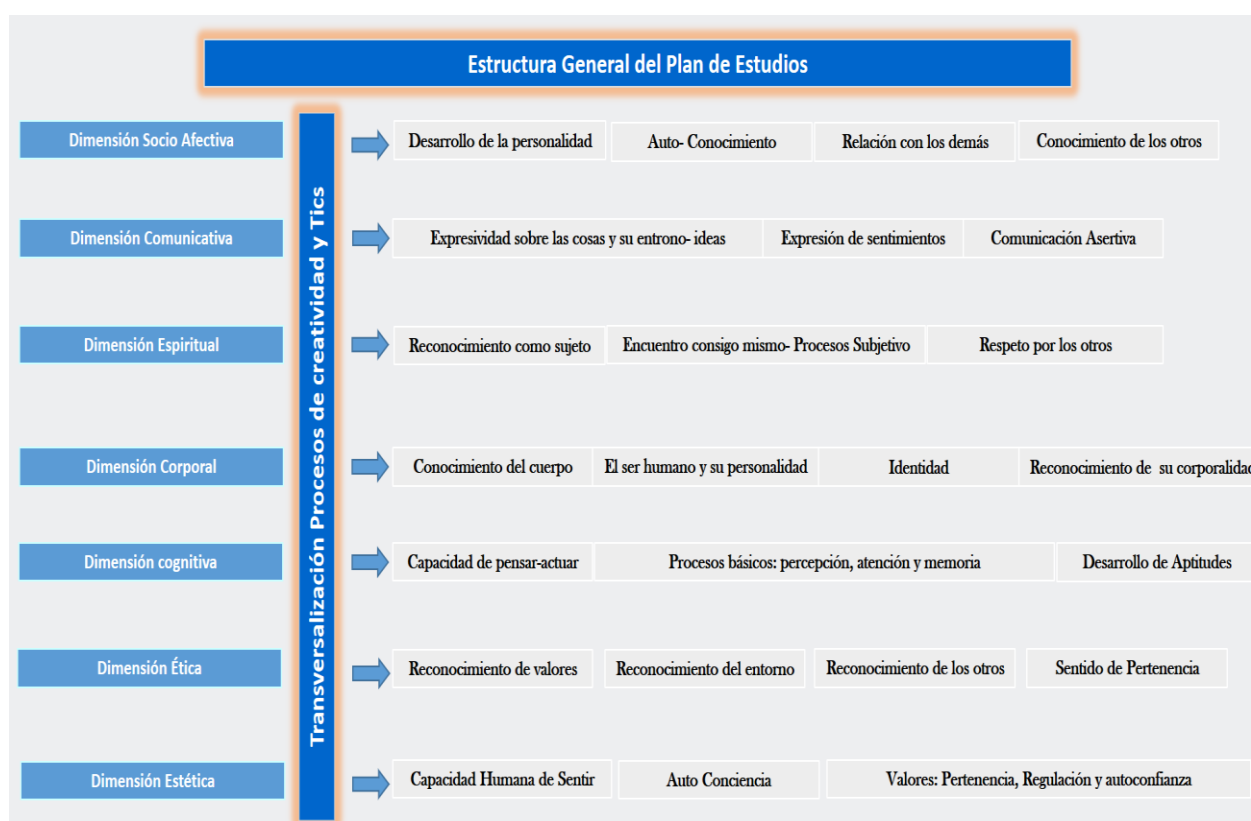 Estructura General del Plan de Estudios
Transversalización Procesos de creatividad y Tics
Dimensión Socio Afectiva
Desarrollo de la personalidad
Auto- Conocimiento
Relación con los demás
Conocimiento de los otros
Dimensión Comunicativa
Expresividad sobre las cosas y su entrono- ideas
Expresión de sentimientos
Comunicación Asertiva
Dimensión Espiritual
Reconocimiento como sujeto
Encuentro consigo mismo- Procesos Subjetivo
Respeto por los otros
Dimensión Corporal
Conocimiento del cuerpo
El ser humano y su personalidad
Identidad
Reconocimiento de su corporalidad
Dimensión cognitiva
Capacidad de pensar-actuar
Procesos básicos: percepción, atención y memoria
Desarrollo de Aptitudes
Dimensión Ética
Reconocimiento de valores
Reconocimiento del entorno
Reconocimiento de los otros
Sentido de Pertenencia
Dimensión Estética
Capacidad Humana de Sentir
Auto Conciencia
Valores: Pertenencia, Regulación y autoconfianza